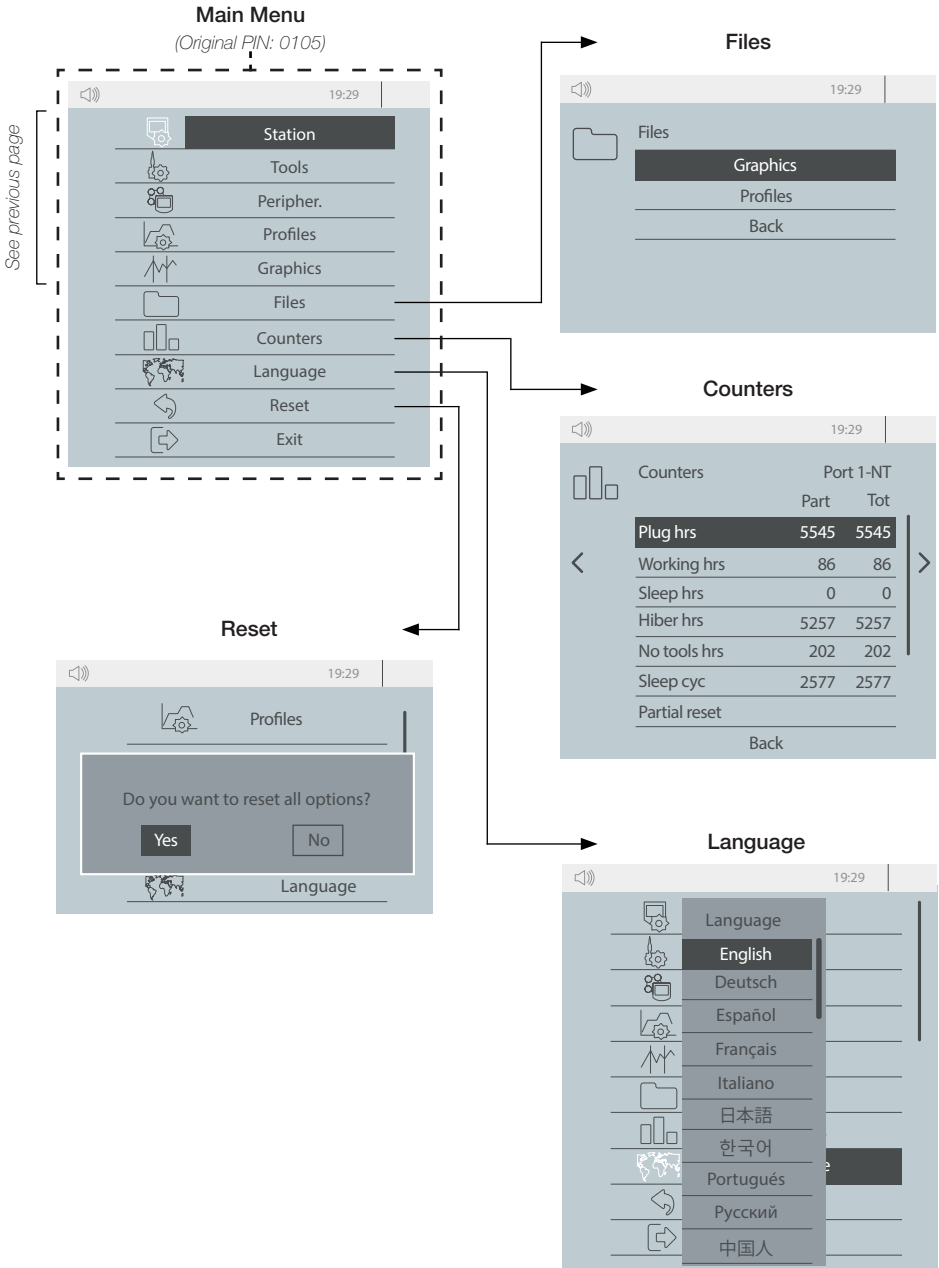 Main Menu
(Original PIN: 0105)
See previous page
19:29
Station
Tools
Peripher.
Profiles
Graphics
Files
Counters
Language
Reset
Exit
Files
19:29
Files
Graphics
Profiles
Back
Counters
19:29
Counters Port 1-NT
Part Tot
Plug hrs 5545 5545
Working hrs 86 86
Sleep hrs 0 0
Hiber hrs 5257 5257
No tools hrs 202 202
Sleep cyc 2577 2577
Partial reset
Back
Reset
19:29
Profiles
Do you want to reset all options?
Yes No
Language
Language
19:29
Language
English
Deutsch
Español
Français
Italiano
日本語
한국어
Portugués
Русский
中国人